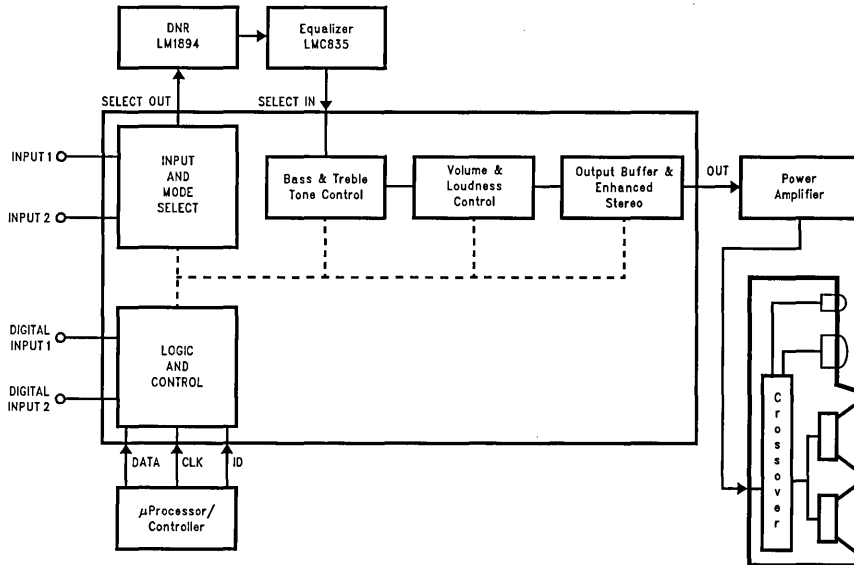 DNR
LM1894
Equalizer
LMC835
SELECT OUT
SELECT IN
INPUT 1
INPUT 2
INPUT
AND
MODE
SELECT
Bass & Treble
Tone Control
Volume &
Loudness
Control
Output Buffer &
Enhanced
Stereo
OUT
Power
Amplifier
DIGITAL
INPUT 1
DIGITAL
INPUT 2
LOGIC
AND
CONTROL
DATA
CLK
ID
μProcessor/
Controller
Crossover